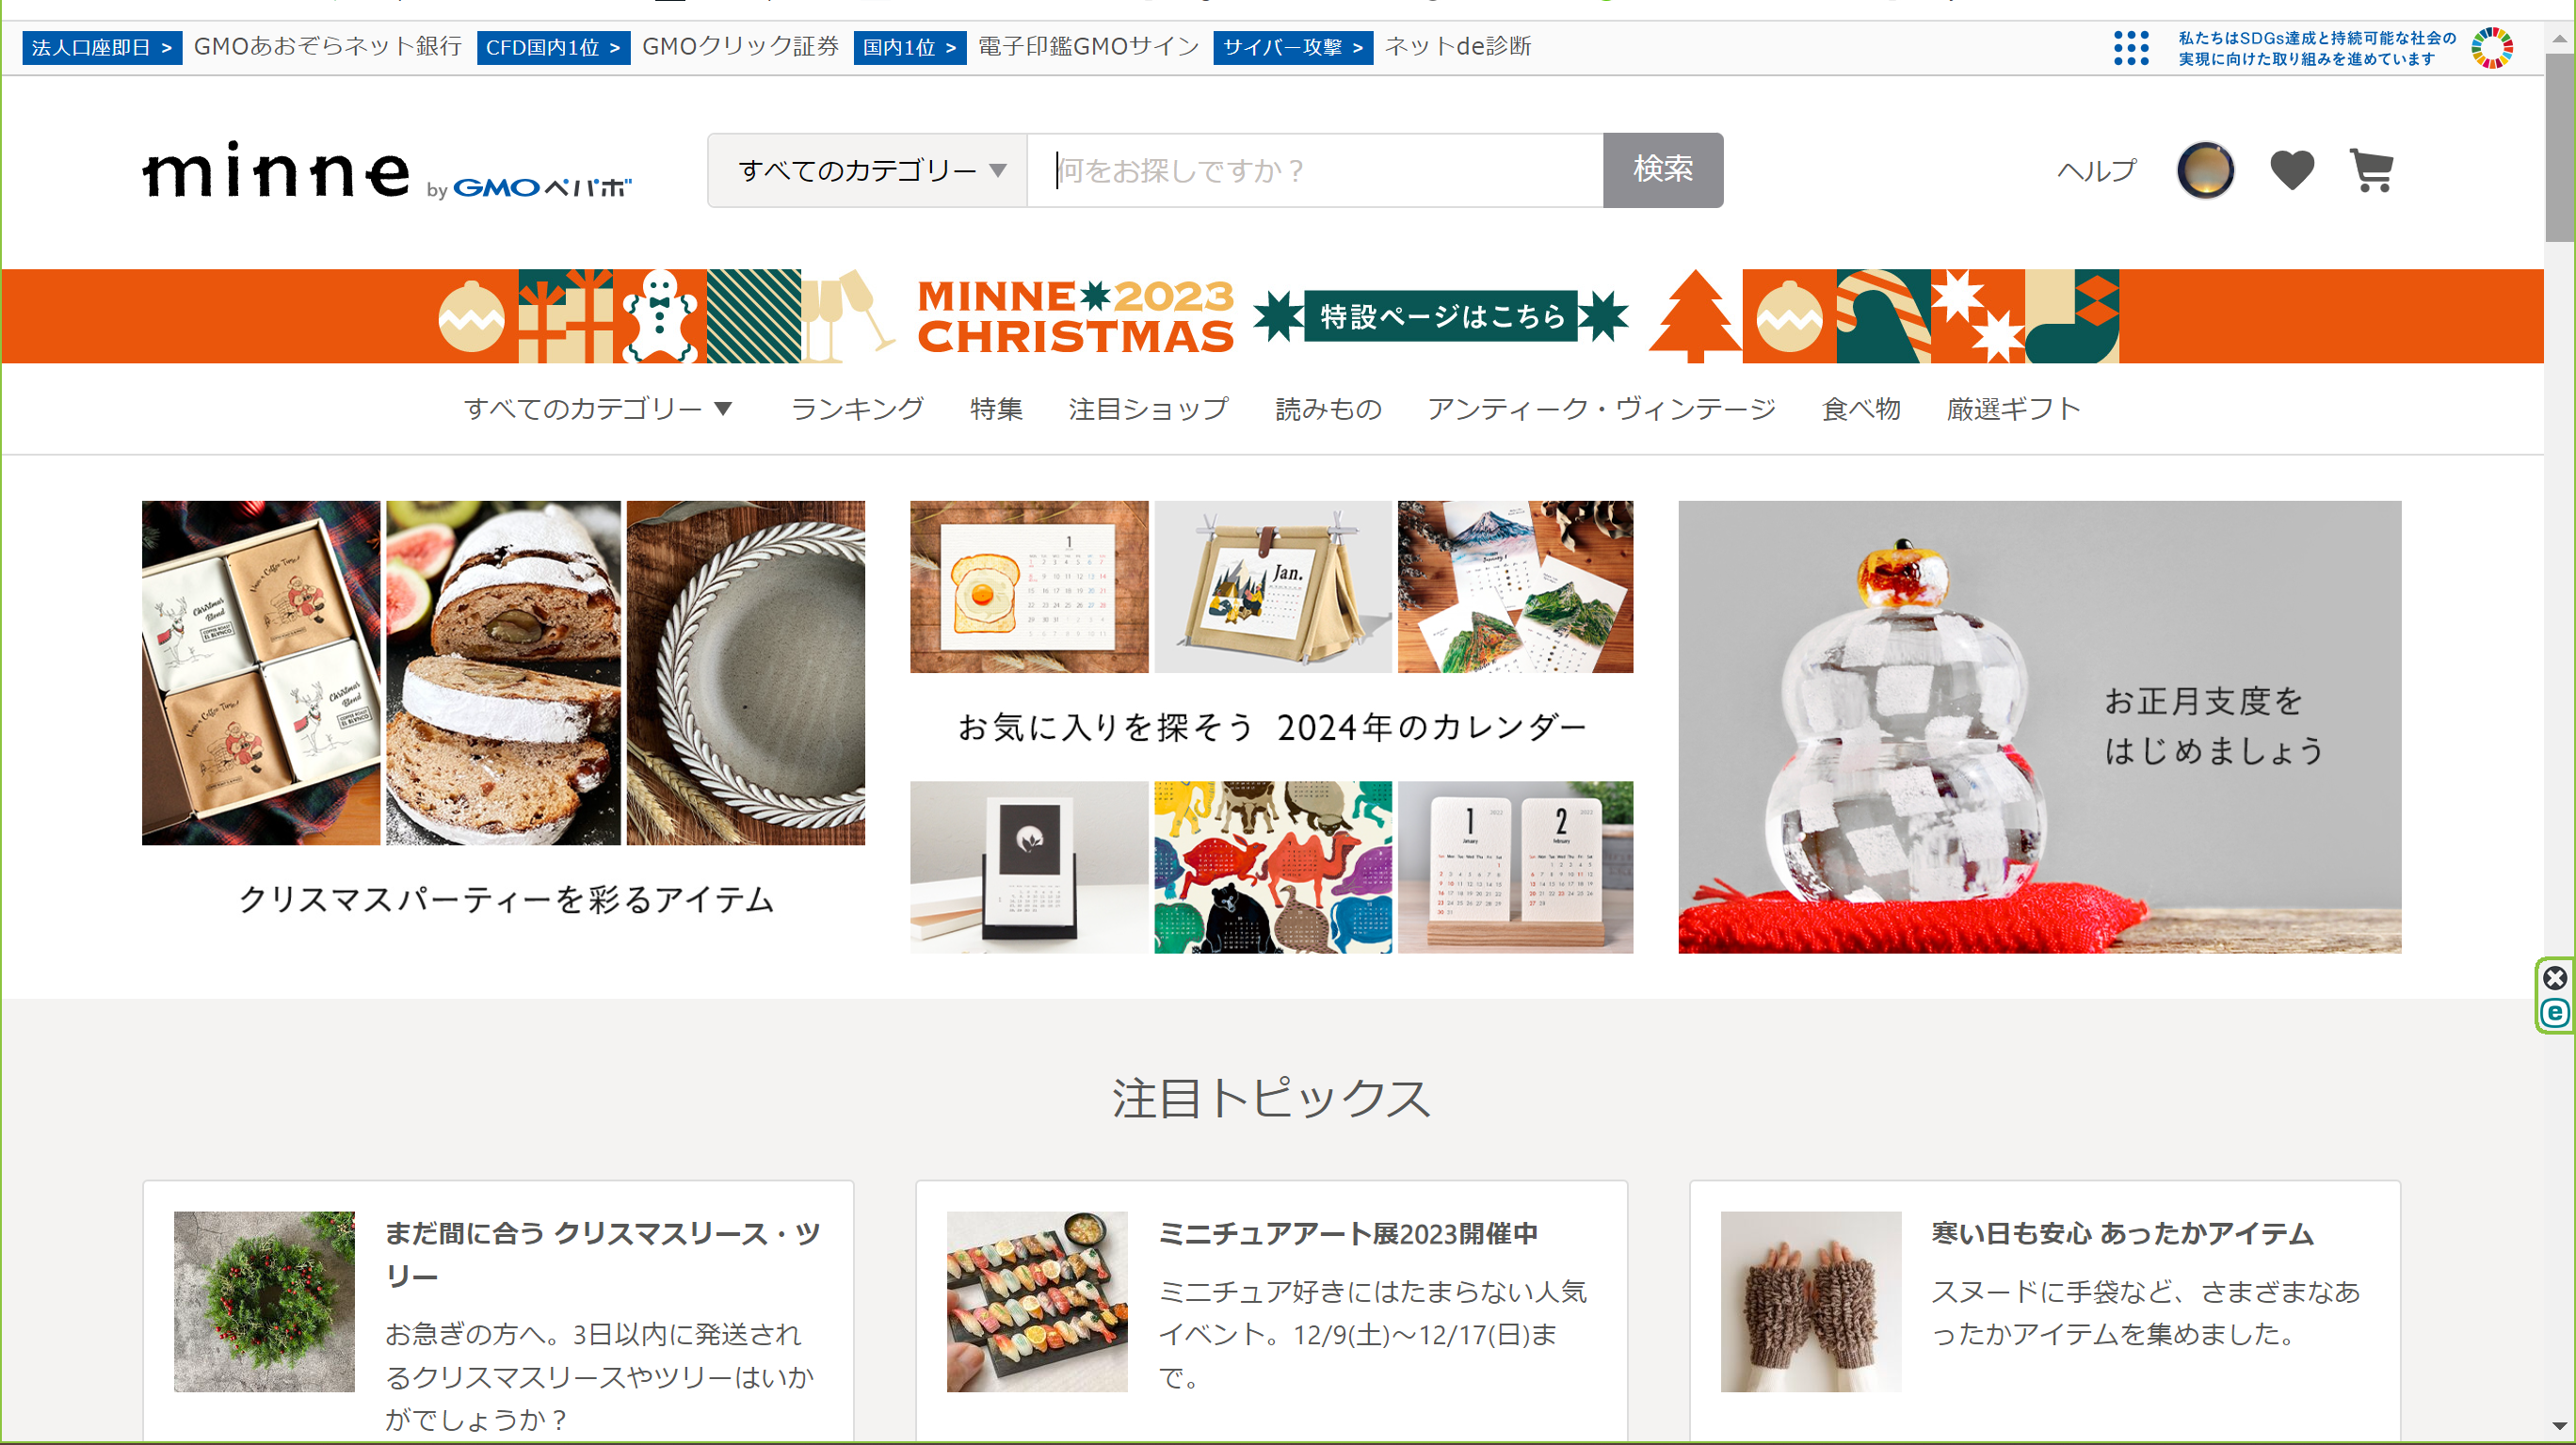 法人口座即日 >
GMOあおぞらネット銀行
CFD国内1位 >
GMOクリック証券
国内1位 >
電子印鑑GMOサイン
サイバー攻撃 >
ネットde診断
私たちはSDGs達成と持続可能な社会の
実現に向けた取り組みを進めています
minne by GMOペパボ
すべてのカテゴリー ▼
何をお探しですか？
検索
ヘルプ
MINNE 2023
CHRISTMAS
特設ページはこちら
すべてのカテゴリー ▼
ランキング
特集
注目ショップ
読みもの
アンティーク・ヴィンテージ
食べ物
厳選ギフト
クリスマスパーティーを彩るアイテム
1
Jan.
お気に入りを探そう 2024年のカレンダー
1
2
お正月支度を
はじめましょう
e
注目トピックス
まだ間に合う クリスマスリース・ツ
リー
お急ぎの方へ。3日以内に発送され
るクリスマスリースやツリーはいか
がでしょうか？
ミニチュアアート展2023開催中
ミニチュア好きにはたまらない人気
イベント。12/9(土)～12/17(日)ま
で。
寒い日も安心 あったかアイテム
スヌードに手袋など、さまざまなあ
ったかアイテムを集めました。